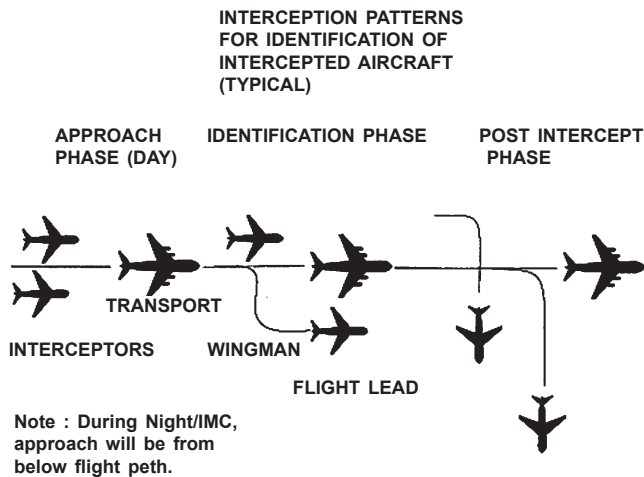 INTERCEPTION PATTERNS
FOR IDENTIFICATION OF
INTERCEPTED AIRCRAFT
(TYPICAL)
APPROACH
PHASE (DAY)
IDENTIFICATION PHASE
POST INTERCEPT
PHASE
TRANSPORT
INTERCEPTORS
WINGMAN
FLIGHT LEAD
Note : During Night/IMC,
approach will be from
below flight peth.